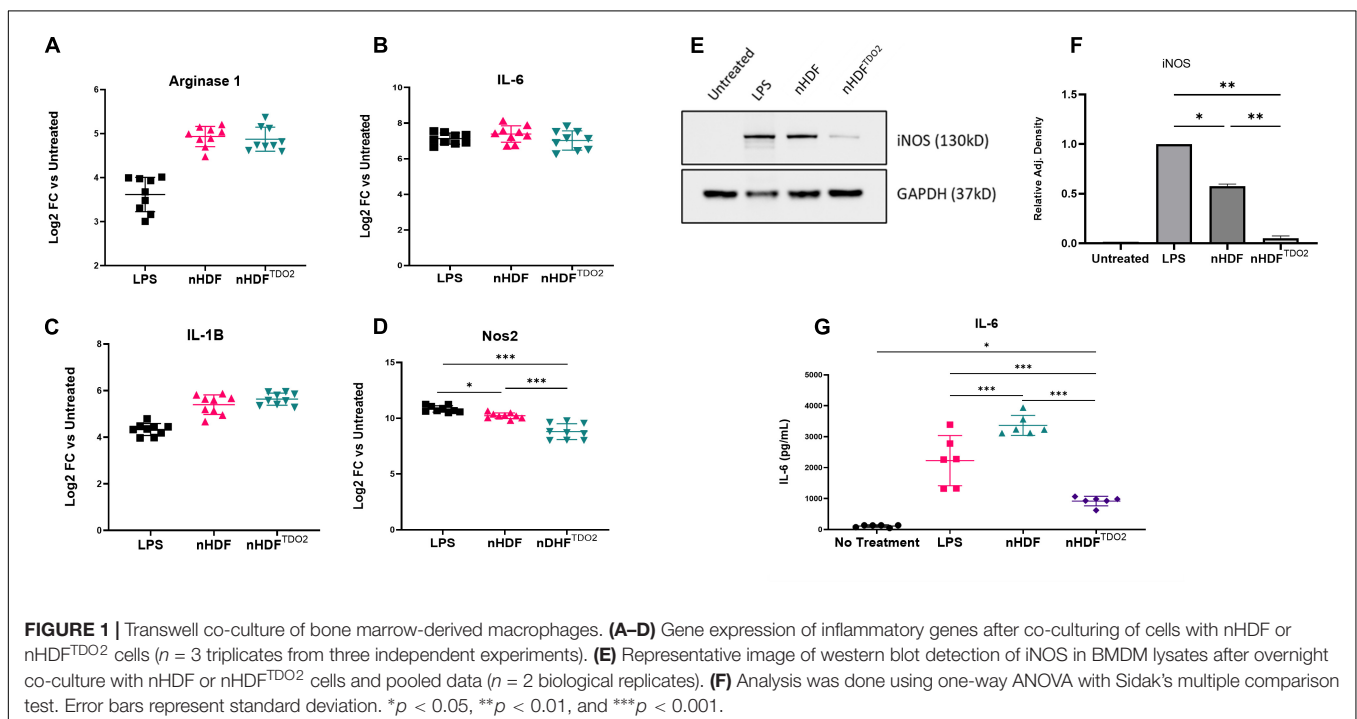 A
Arginase 1
Log2 FC vs Untreated
6
5
4
3
2
LPS
nHDF
nHDF^TDO2
B
IL-6
Log2 FC vs Untreated
10
8
6
4
2
0
LPS
nHDF
nHDF^TDO2
C
IL-1B
Log2 FC vs Untreated
8
6
4
2
0
LPS
nHDF
nHDF^TDO2
D
Nos2
Log2 FC vs Untreated
15
10
5
0
***
*
***
LPS
nHDF
nDHF^TDO2
E
Untreated
LPS
nHDF
nHDF^TDO2
iNOS (130kD)
GAPDH (37kD)
F
iNOS
Relative Adj. Density
1.5
1.0
0.5
0.0
**
*
**
Untreated
LPS
nHDF
nHDF^TDO2
G
IL-6
IL-6 (pg/mL)
5000
4000
3000
2000
1000
0
*
***
***
***
No Treatment
LPS
nHDF
nHDF^TDO2
FIGURE 1 | Transwell co-culture of bone marrow-derived macrophages. (A–D) Gene expression of inflammatory genes after co-culturing of cells with nHDF or
nHDF^TDO2 cells (n = 3 triplicates from three independent experiments). (E) Representative image of western blot detection of iNOS in BMDM lysates after overnight
co-culture with nHDF or nHDF^TDO2 cells and pooled data (n = 2 biological replicates). (F) Analysis was done using one-way ANOVA with Sidak's multiple comparison
test. Error bars represent standard deviation. *p < 0.05, **p < 0.01, and ***p < 0.001.